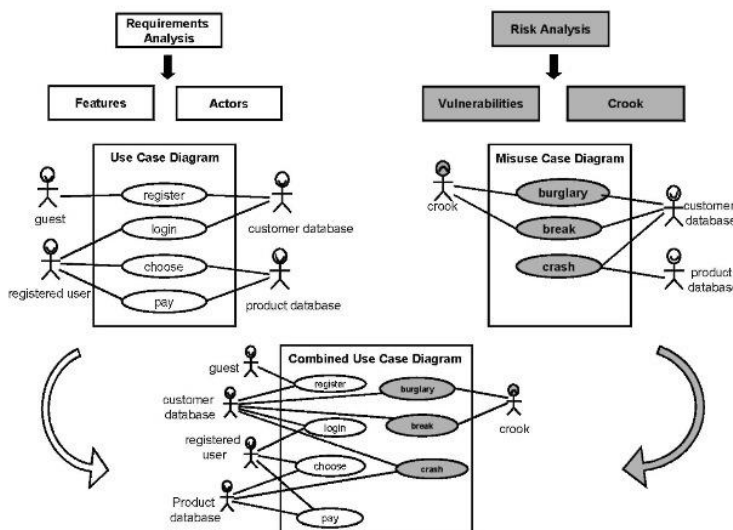 Requirements
Analysis
Risk Analysis
Features
Actors
Vulnerabilities
Crook
Use Case Diagram
register
login
choose
pay
guest
registered user
customer database
product database
Misuse Case Diagram
burglary
break
crash
crook
customer
database
product
database
Combined Use Case Diagram
guest
customer
database
registered
user
Product
database
register
login
choose
pay
burglary
break
crash
crook